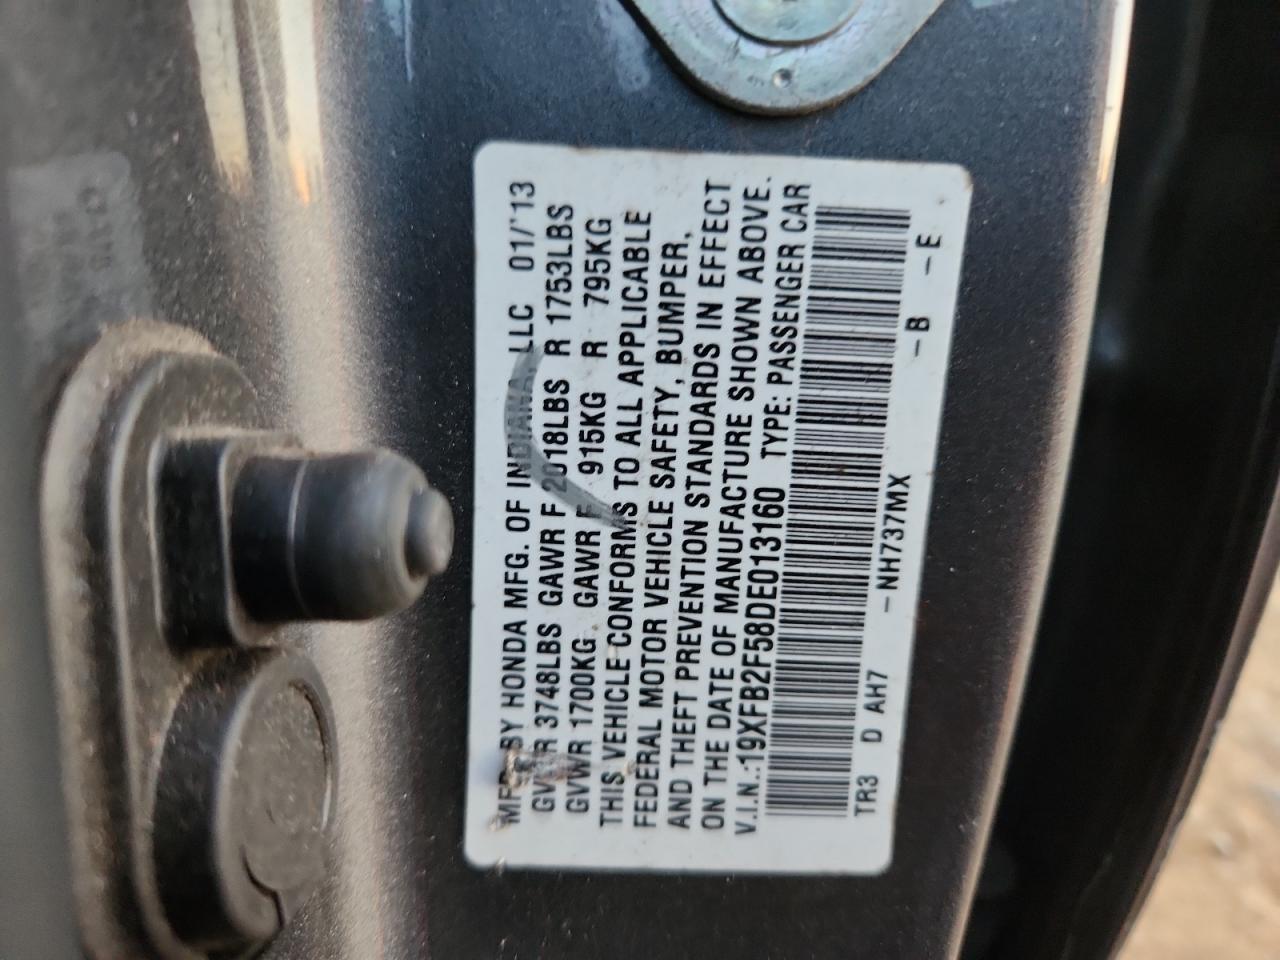 MFD BY HONDA MFG. OF INDIANA LLC 01/'13
GVWR 3748LBS GAWR F 2018LBS R 1753LBS
GVWR 1700KG GAWR F 915KG R 795KG
THIS VEHICLE CONFORMS TO ALL APPLICABLE
FEDERAL MOTOR VEHICLE SAFETY, BUMPER,
AND THEFT PREVENTION STANDARDS IN EFFECT
ON THE DATE OF MANUFACTURE SHOWN ABOVE.
V.I.N.:19XFB2F58DE013160 TYPE: PASSENGER CAR
TR3 D AH7 -NH737MX -B -E